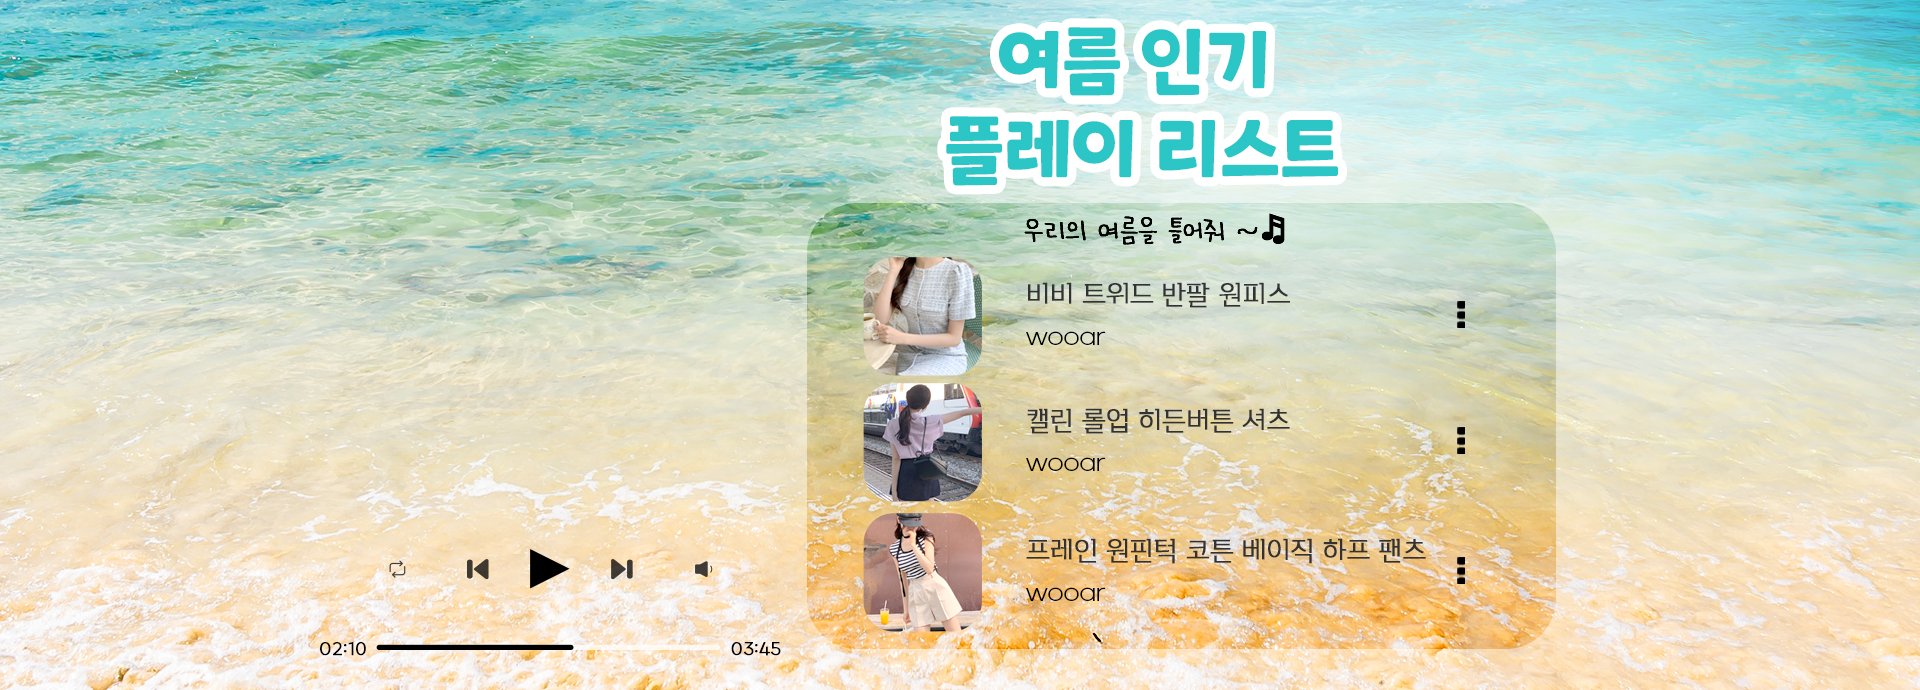 여름 인기
플레이 리스트
우리의 여름을 틀어줘 ~
비비 트위드 반팔 원피스
wooar
캘린 롤업 히든버튼 셔츠
wooar
프레인 원핀턱 코튼 베이직 하프 팬츠
wooar
02:10
03:45